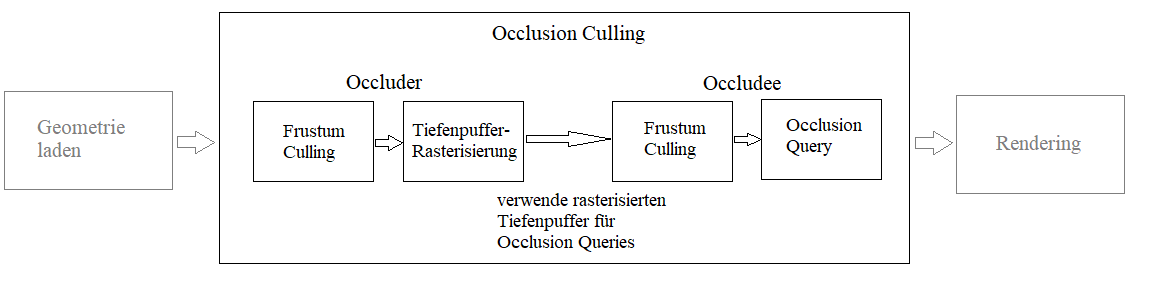 Occlusion Culling
Geometrie
laden
Occluder
Frustum
Culling
Tiefenpuffer-
Rasterisierung
verwende rasterisierten
Tiefenpuffer für
Occlusion Queries
Occludee
Frustum
Culling
Occlusion
Query
Rendering